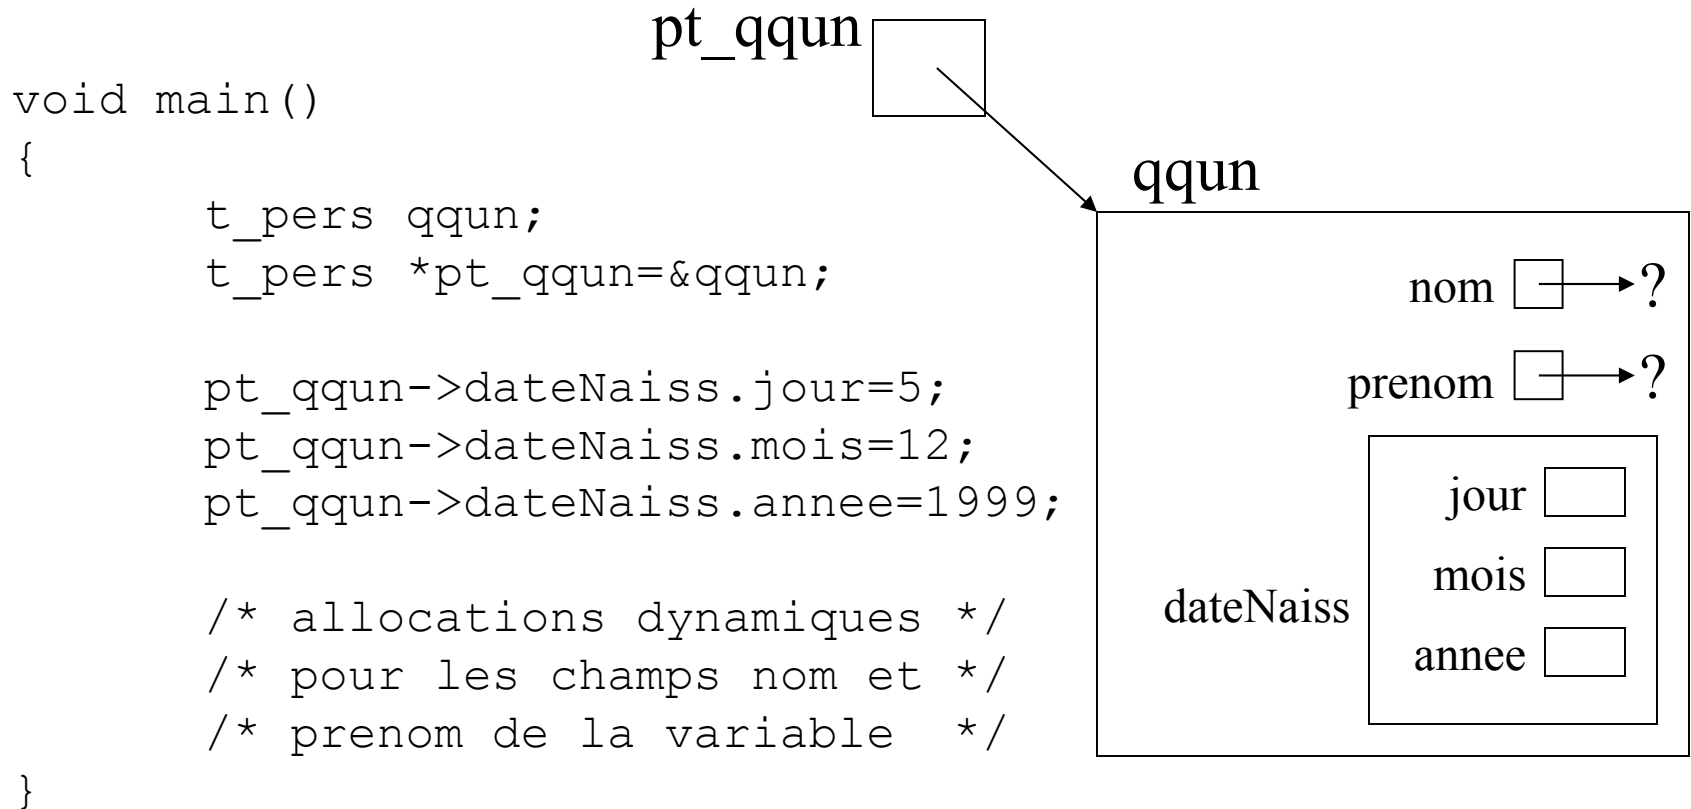 void main()
{
t_pers qqun;
t_pers *pt_qqun=&qqun;
pt_qqun->dateNaiss.jour=5;
pt_qqun->dateNaiss.mois=12;
pt_qqun->dateNaiss.annee=1999;
/* allocations dynamiques */
/* pour les champs nom et */
/* prenom de la variable  */
}
pt_qqun
qqun
nom ?
prenom ?
dateNaiss
jour
mois
annee